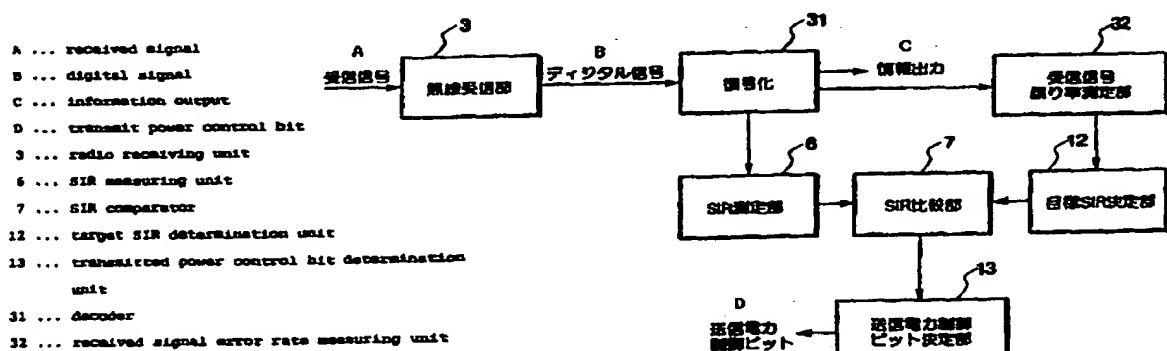 A ... received signal
B ... digital signal
C ... information output
D ... transmit power control bit
3 ... radio receiving unit
6 ... SIR measuring unit
7 ... SIR comparator
12 ... target SIR determination unit
13 ... transmitted power control bit determination
unit
31 ... decoder
32 ... received signal error rate measuring unit
A
受信信号
3
無線受信部
B
ディジタル信号
31
復号化
C
情報出力
32
受信信号
誤り率測定部
6
SIR測定部
7
SIR比較部
12
目標SIR決定部
13
送信電力制御
ビット決定部
D
送信電力
制御ビット